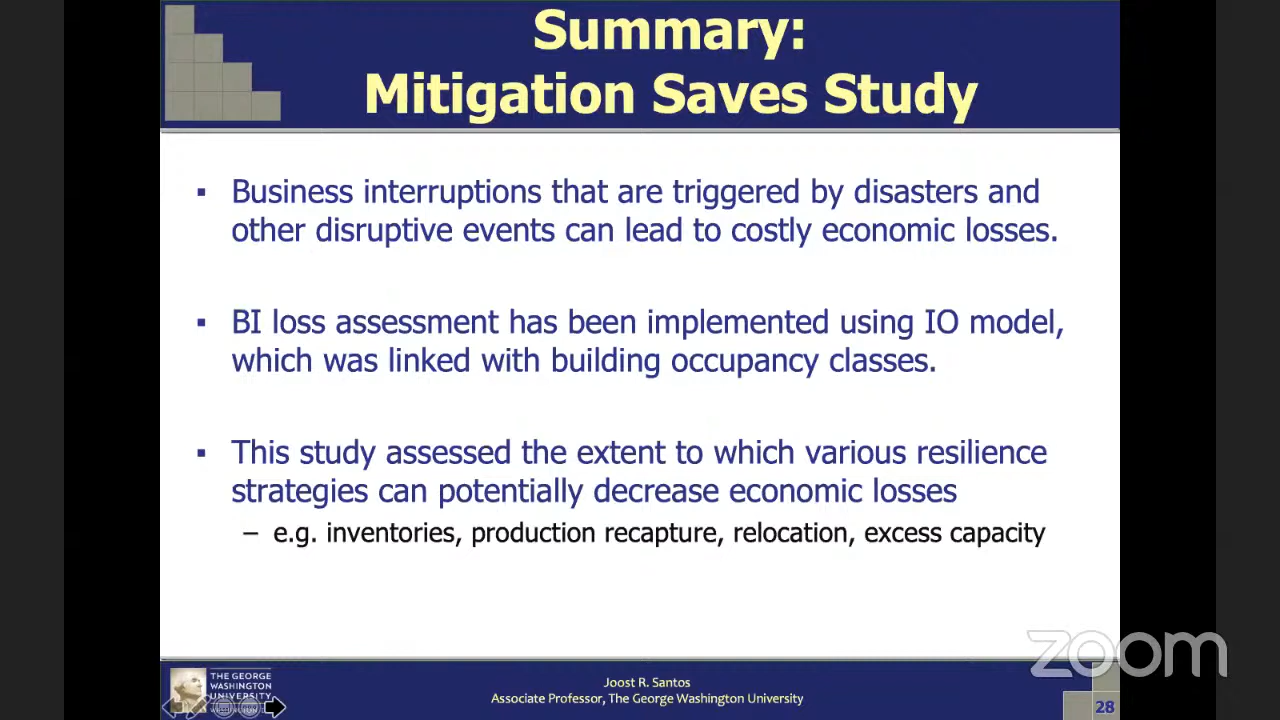 Summary:
Mitigation Saves Study
▪ Business interruptions that are triggered by disasters and
other disruptive events can lead to costly economic losses.
▪ BI loss assessment has been implemented using IO model,
which was linked with building occupancy classes.
▪ This study assessed the extent to which various resilience
strategies can potentially decrease economic losses
– e.g. inventories, production recapture, relocation, excess capacity
zoom
THE GEORGE
WASHINGTON
UNIVERSITY
Joost R. Santos
Associate Professor, The George Washington University
28